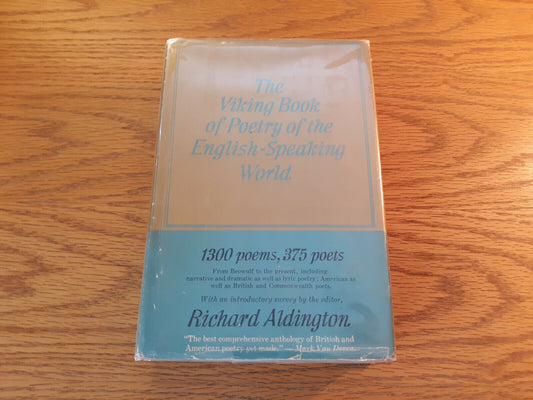 The
Viking Book
of Poetry of the
English-Speaking
World
1300 poems, 375 poets
From Beowulf to the present, including
narrative and dramatic as well as lyric poetry; American as
well as British and Commonwealth poets.
With an introductory survey by the editor,
Richard Aldington.
"The best comprehensive anthology of British and
American poetry yet made." — Mark Van Doren